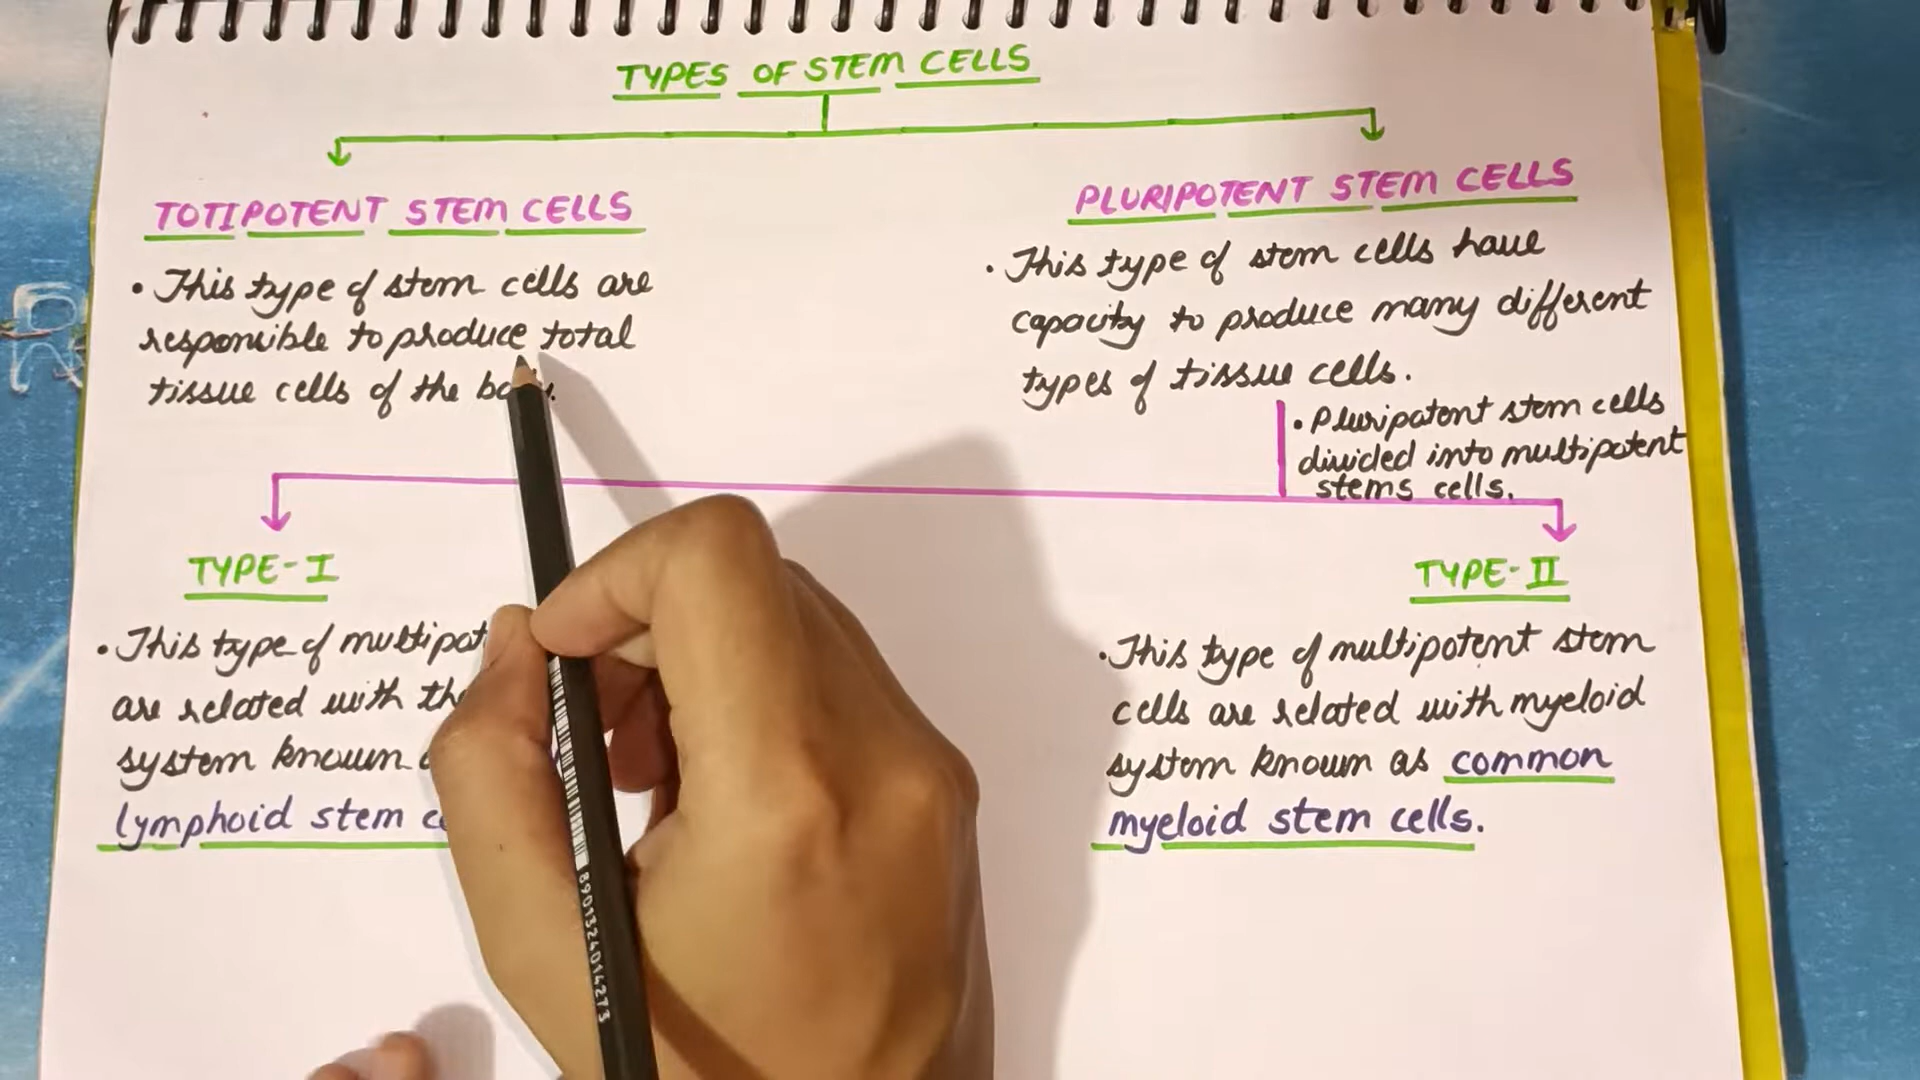 TYPES OF STEM CELLS
TOTIPOTENT STEM CELLS
• This type of stem cells are
responsible to produce total
tissue cells of the
PLURIPOTENT STEM CELLS
• This type of stem cells have
capacity to produce many different
types of tissue cells.
• Pluripatent stem cells
divided into multipotent
stems cells.
TYPE-I
• This type of
are related with
system known
lymphoid stem
TYPE-II
• This type of multipotent stem
cells are related with myeloid
system known as common
myeloid stem cells.
8901324014273